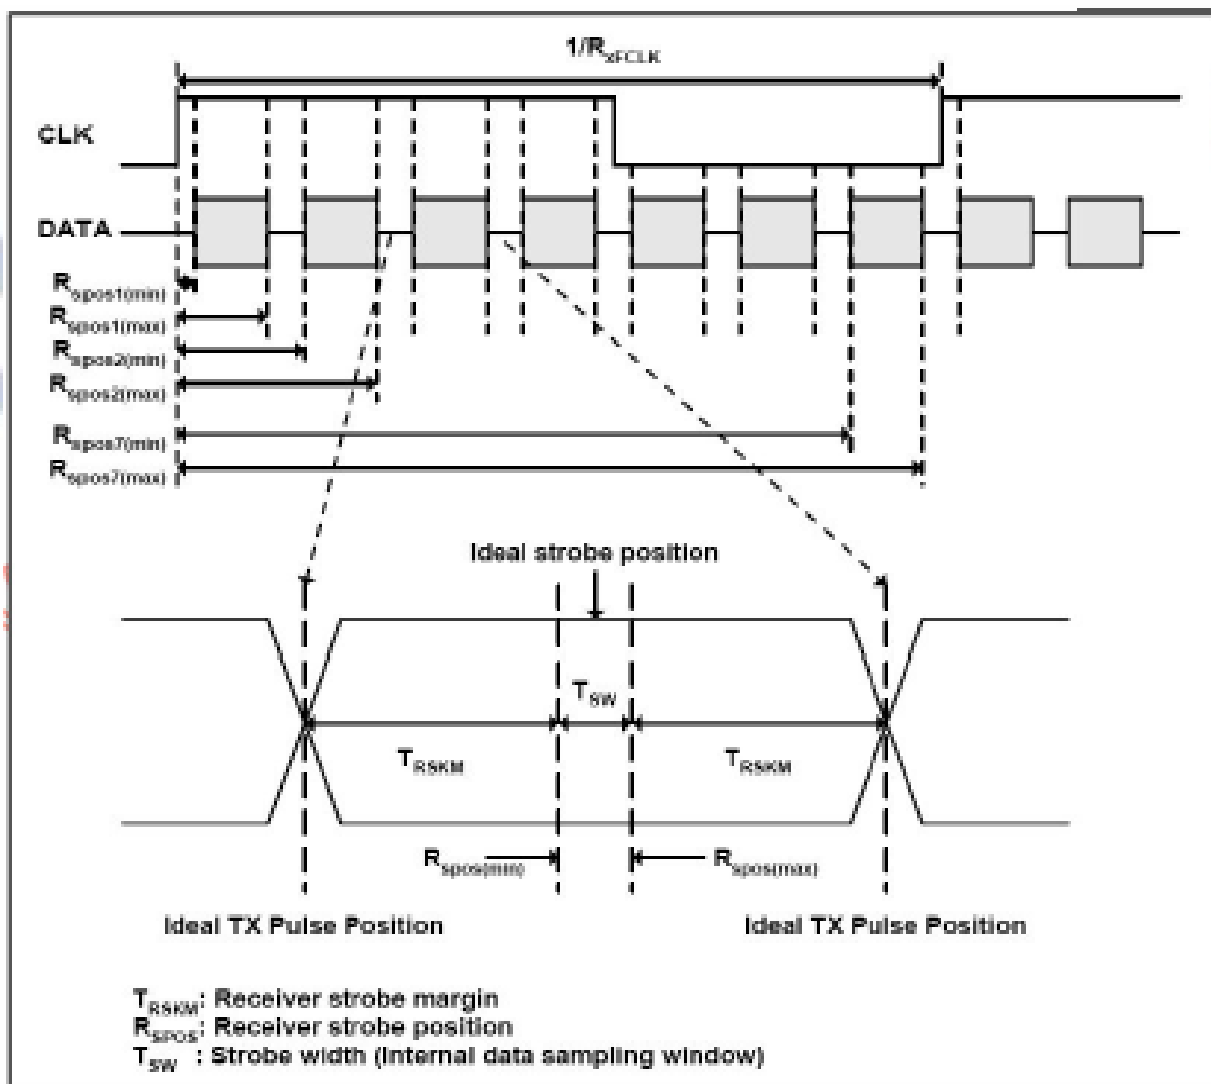 1/RxFCLK
CLK
DATA
Rspos1(min)
Rspos1(max)
Rspos2(min)
Rspos2(max)
Rspos7(min)
Rspos7(max)
Ideal strobe position
TSW
TRSKM TRSKM
Rspos(min) Rspos(max)
Ideal TX Pulse Position Ideal TX Pulse Position
TRSKM: Receiver strobe margin
RSPOS: Receiver strobe position
TSW : Strobe width (Internal data sampling window)